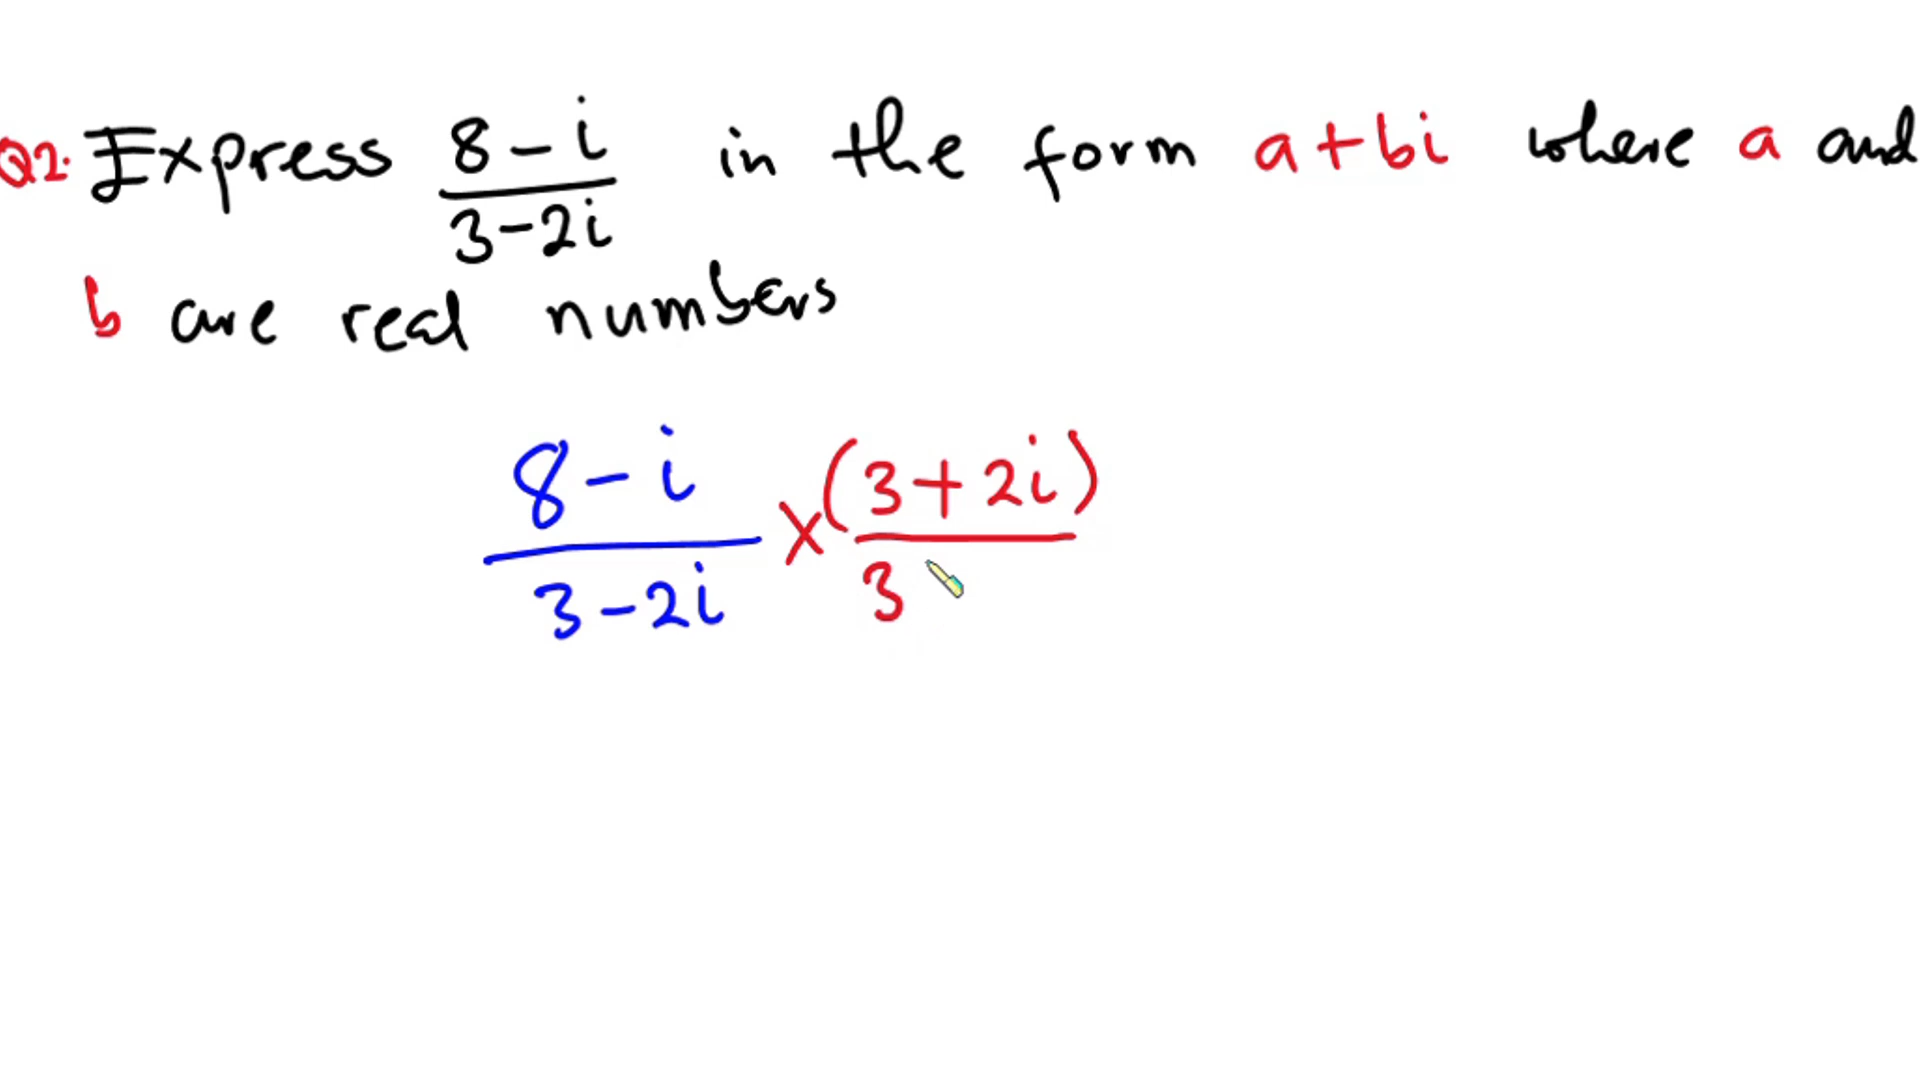 Q2. Express 8-i/3-2i in the form a+bi where a and
b are real numbers
8-i/3-2i x (3+2i)/3